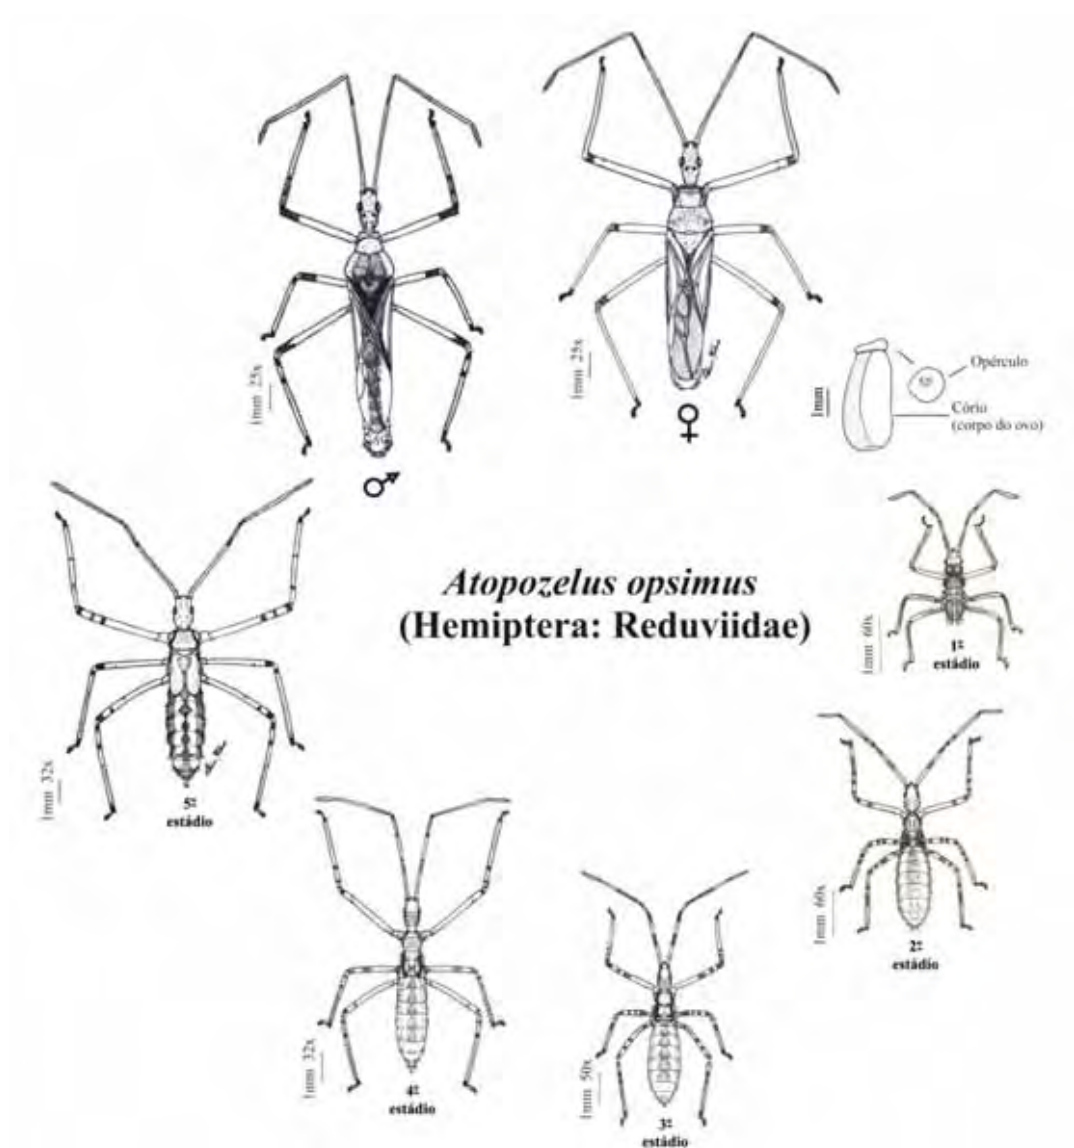 1mm 25x
♂
1mm 25x
♀
1mm
Opérculo
Cório
(corpo do ovo)
Atopozelus opsimus
(Hemiptera: Reduviidae)
1mm 60x
1º
estádio
1mm 60x
2º
estádio
1mm 50x
3º
estádio
1mm 32x
4º
estádio
1mm 32x
5º
estádio